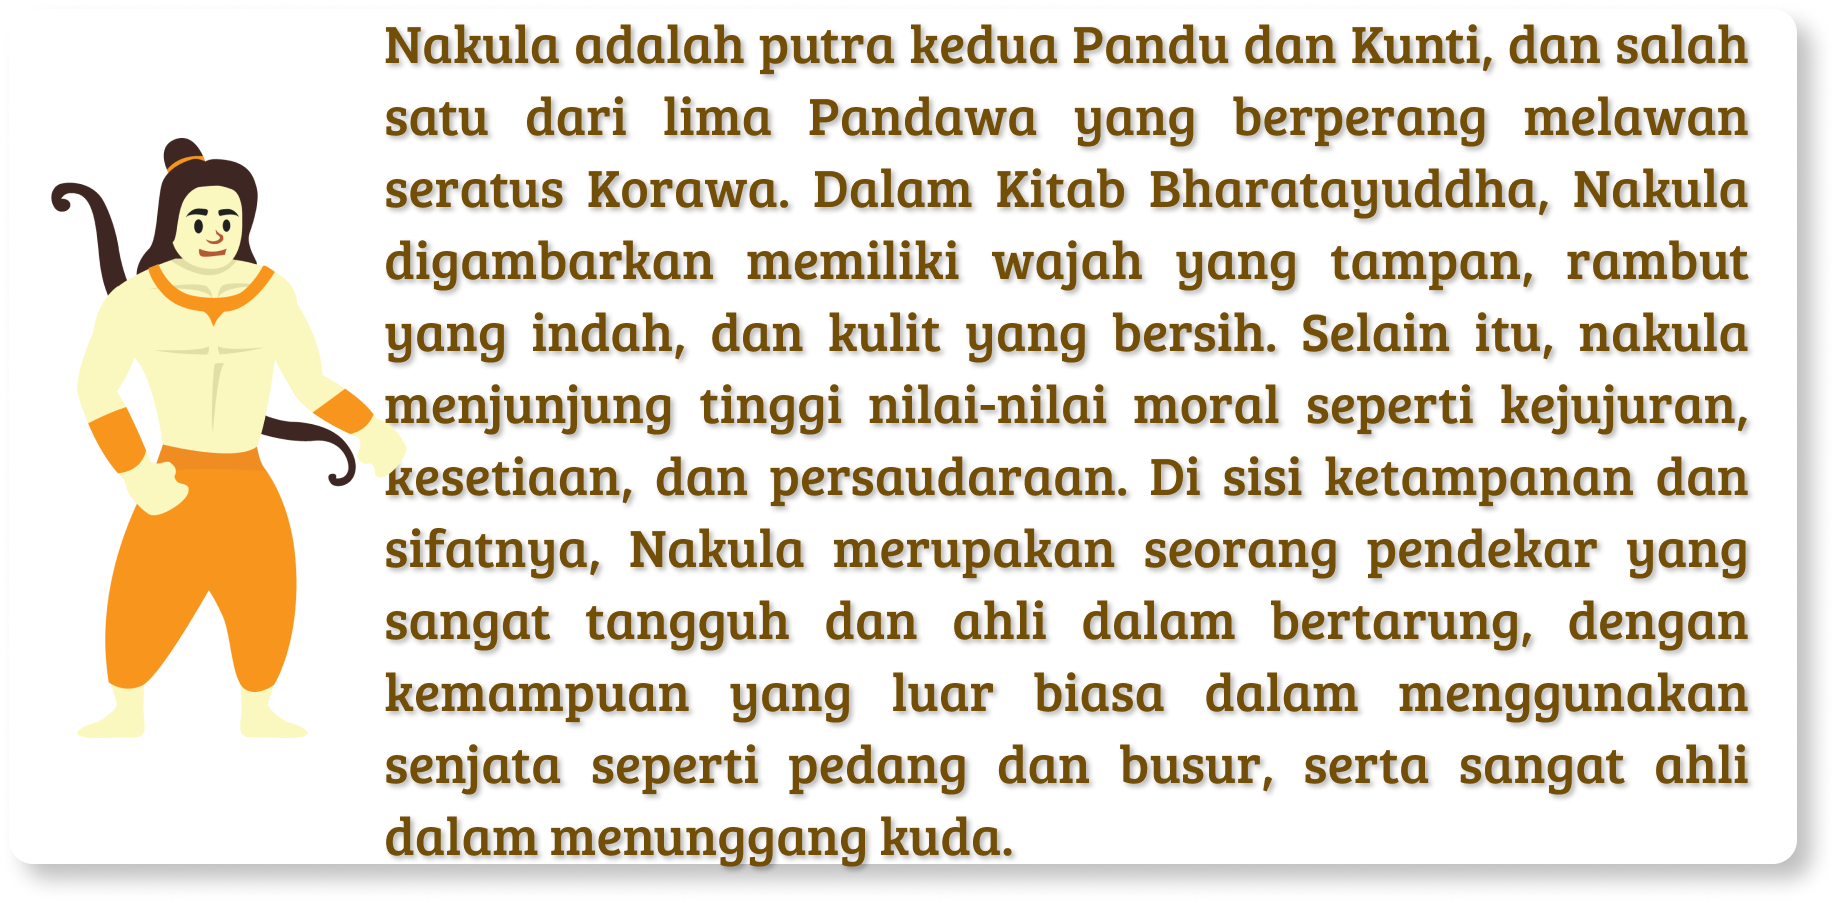 Nakula adalah putra kedua Pandu dan Kunti, dan salah
satu dari lima Pandawa yang berperang melawan
seratus Korawa. Dalam Kitab Bharatayuddha, Nakula
digambarkan memiliki wajah yang tampan, rambut
yang indah, dan kulit yang bersih. Selain itu, nakula
menjunjung tinggi nilai-nilai moral seperti kejujuran,
kesetiaan, dan persaudaraan. Di sisi ketampanan dan
sifatnya, Nakula merupakan seorang pendekar yang
sangat tangguh dan ahli dalam bertarung, dengan
kemampuan yang luar biasa dalam menggunakan
senjata seperti pedang dan busur, serta sangat ahli
dalam menunggang kuda.